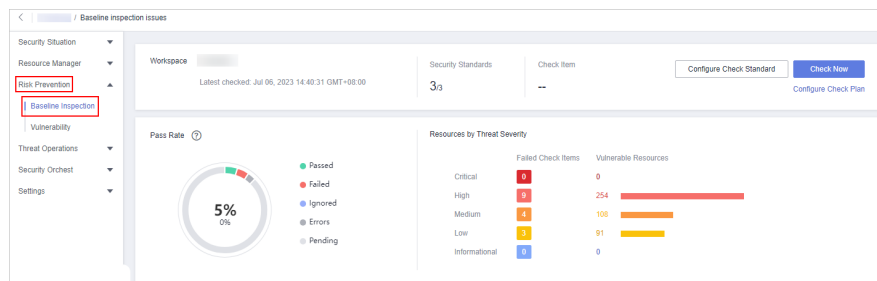 / Baseline inspection issues
Security Situation
Resource Manager
Risk Prevention
Baseline Inspection
Vulnerability
Threat Operations
Security Orchest
Settings
Workspace
Latest checked: Jul 06, 2023 14:40:31 GMT+08:00
Security Standards
3/3
Check Item
--
Configure Check Standard
Check Now
Configure Check Plan
Pass Rate ?
5%
0%
Passed
Failed
Ignored
Errors
Pending
Resources by Threat Severity
Failed Check Items Vulnerable Resources
Critical 0 0
High 9 254
Medium 4 108
Low 3 91
Informational 0 0